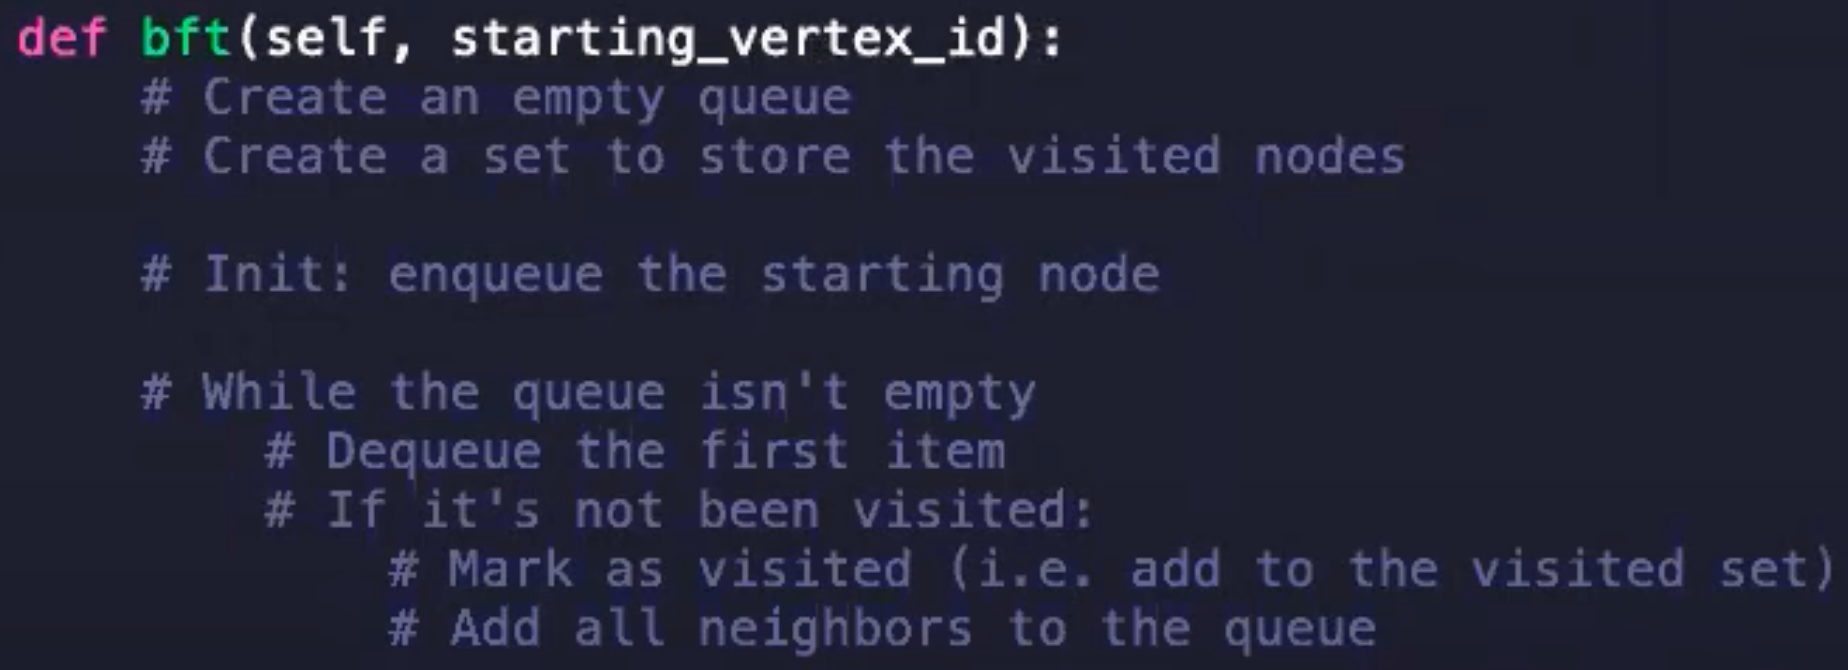 def bft(self, starting_vertex_id):
# Create an empty queue
# Create a set to store the visited nodes
# Init: enqueue the starting node
# While the queue isn't empty
# Dequeue the first item
# If it's not been visited:
# Mark as visited (i.e. add to the visited set)
# Add all neighbors to the queue